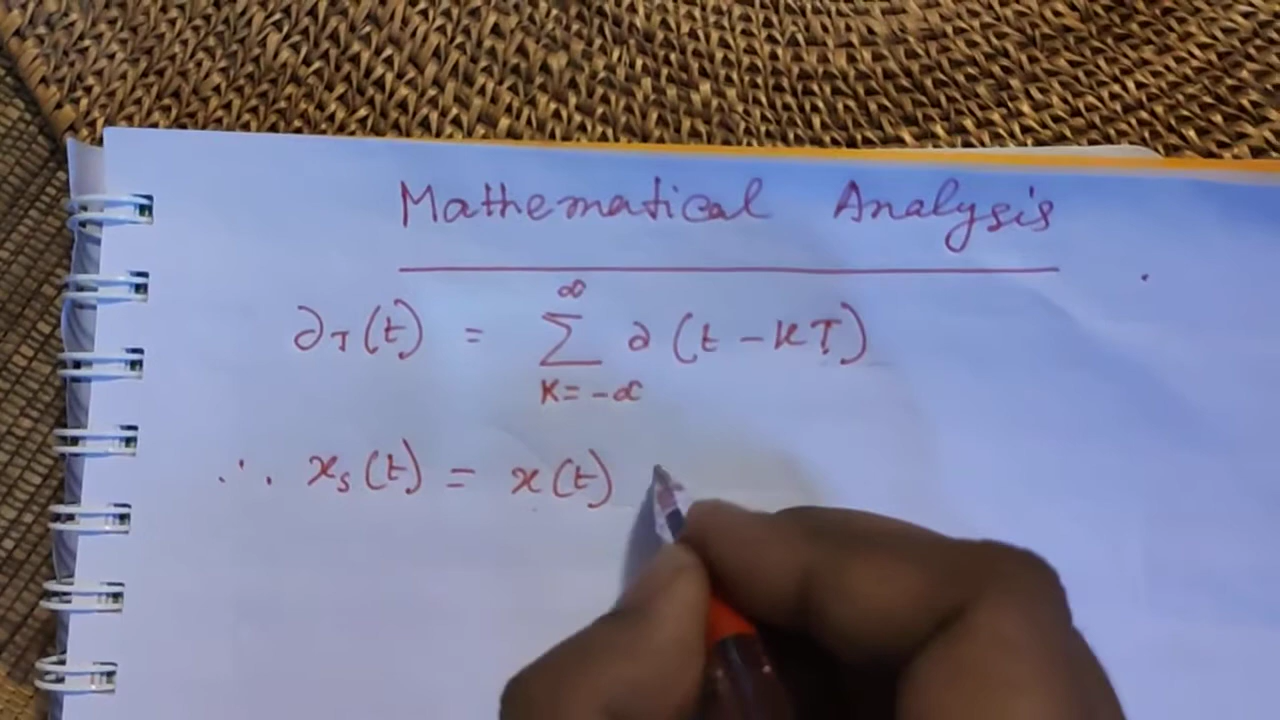 Mathematical Analysis
∂T(t) = ∞∑K=-∞ ∂(t-KT)
∴ xs(t) = x(t)